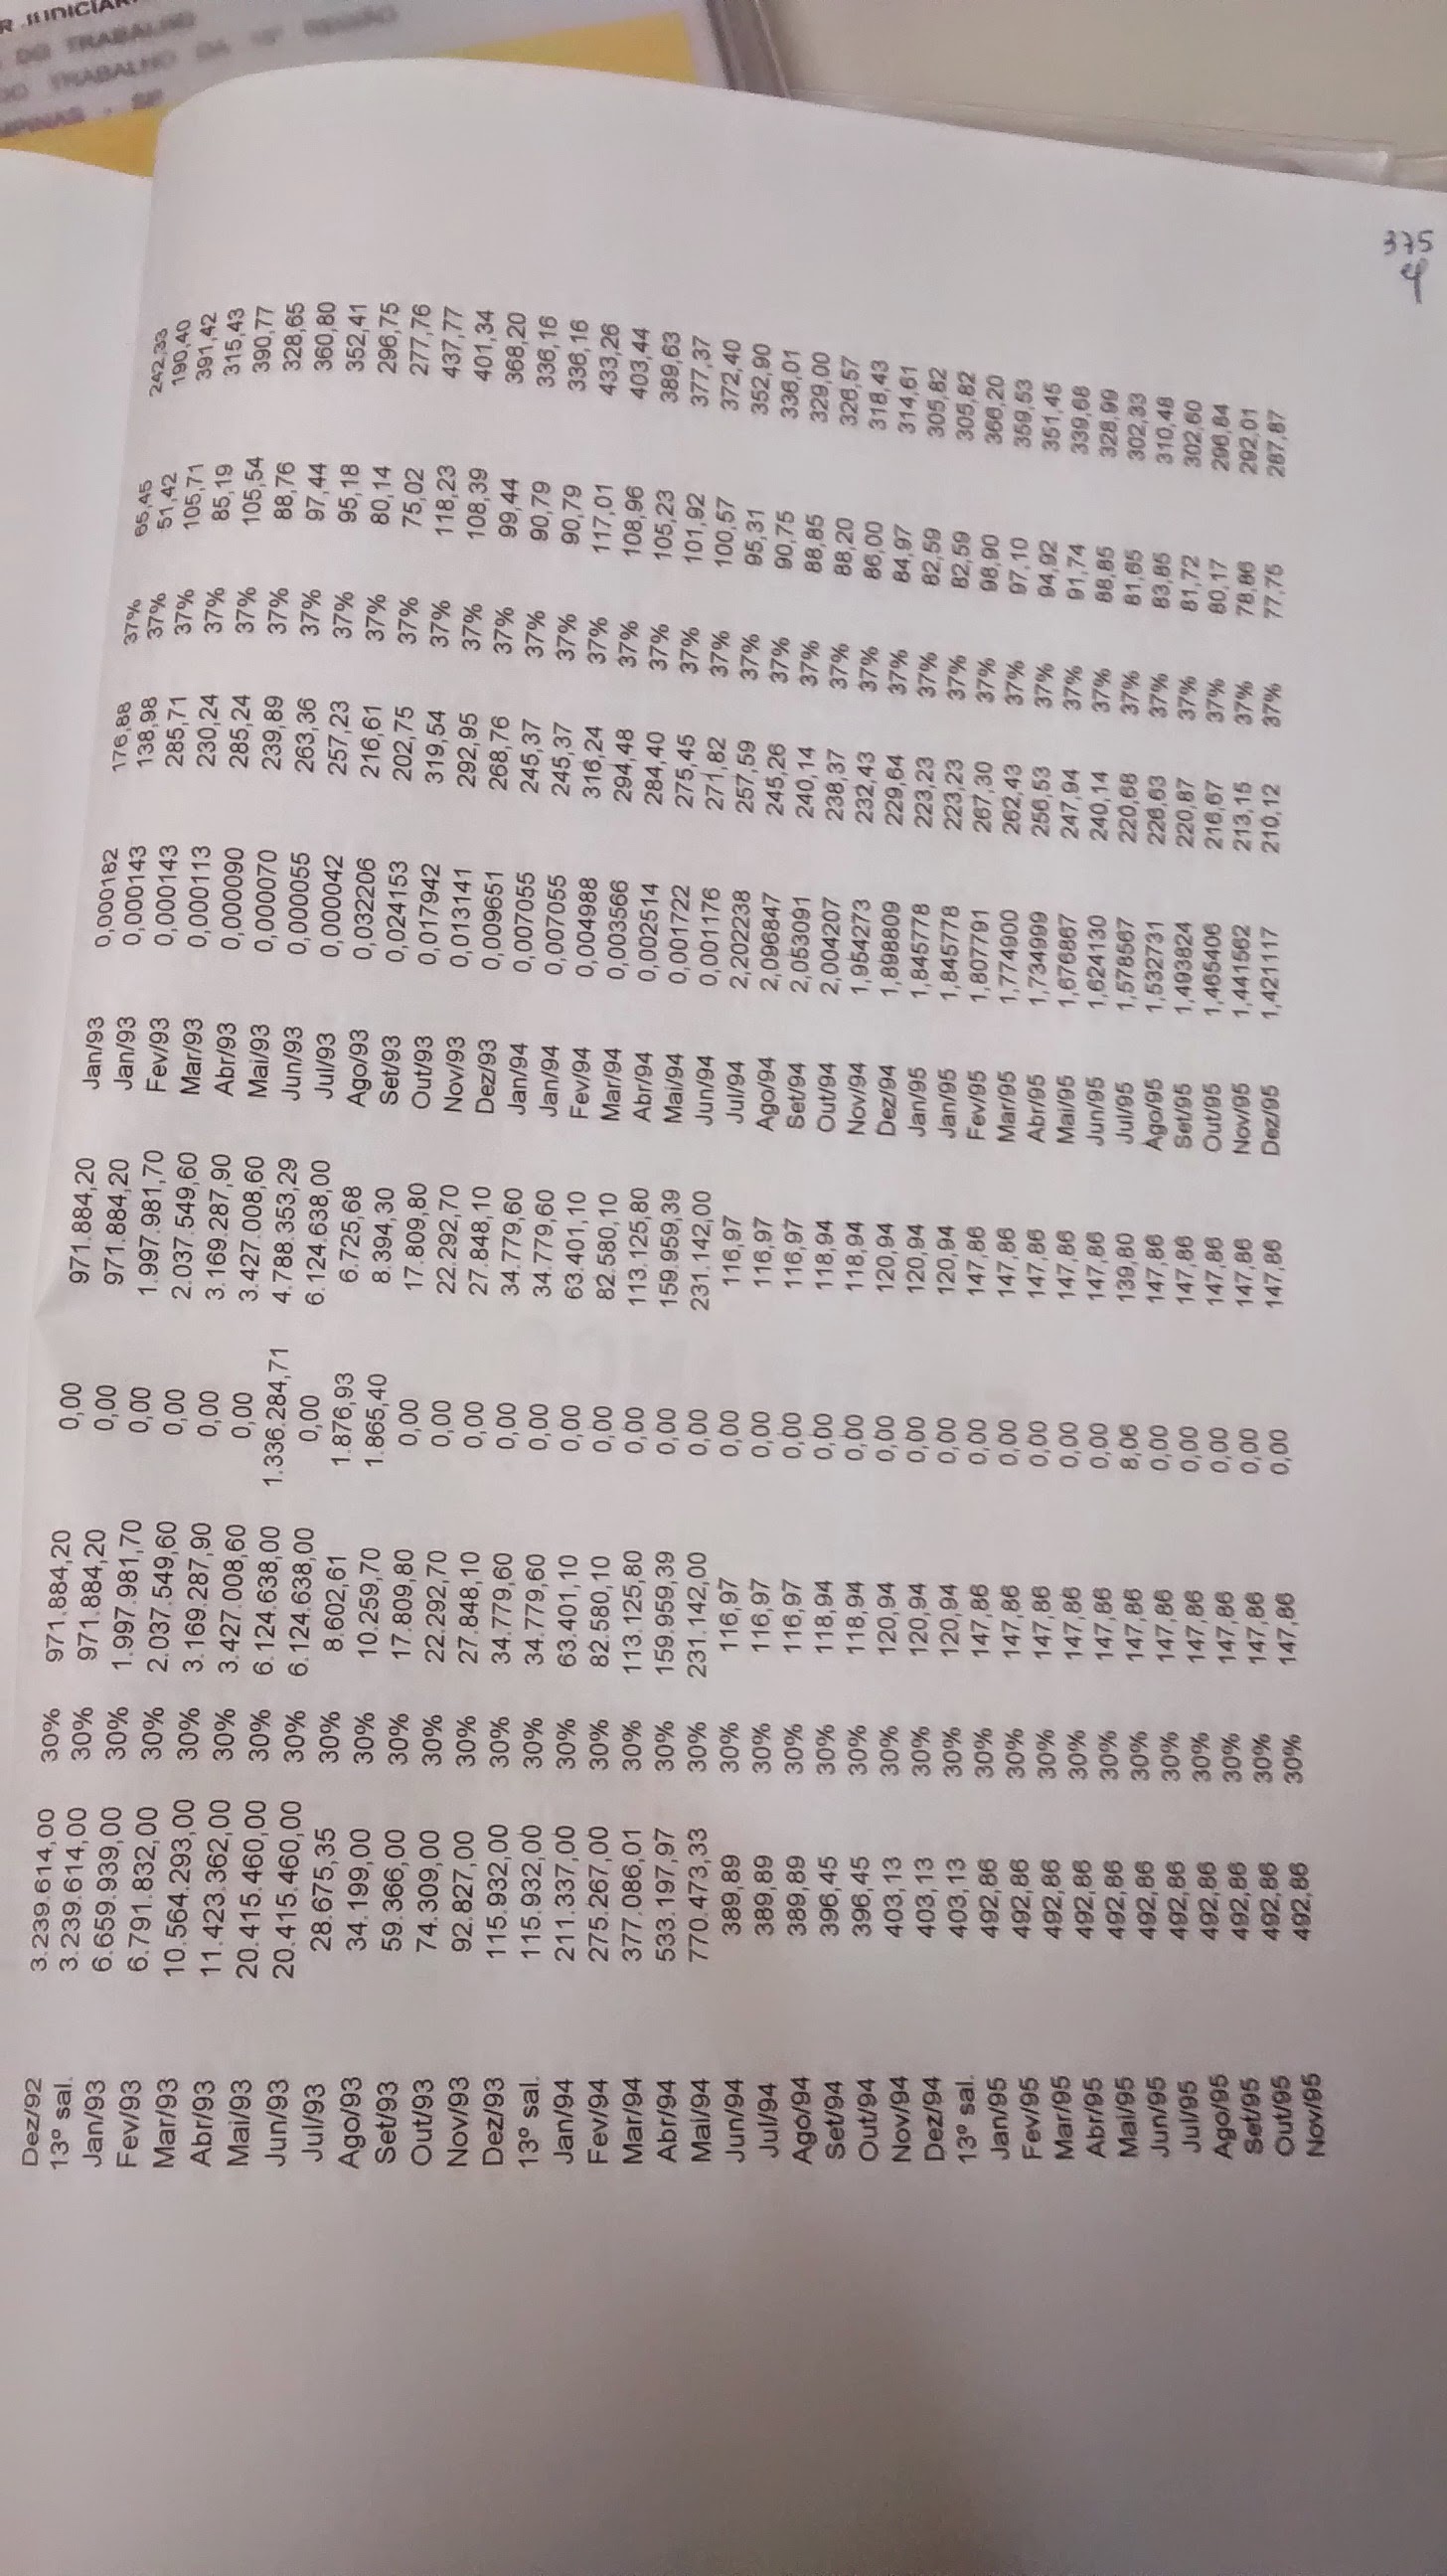 R JUDICIÁR
DO TRABALHO
DO TRABALHO DA 15ª REGIÃO
MPINAS - SP
375
Dez/92 3.239.614,00 30% 971.884,20 0,00 971.884,20 Jan/93 0,000182 176,88 37% 65,45 242,33
13º sal. 3.239.614,00 30% 971.884,20 0,00 971.884,20 Jan/93 0,000143 138,98 37% 51,42 190,40
Jan/93 6.659.939,00 30% 1.997.981,70 0,00 1.997.981,70 Fev/93 0,000143 285,71 37% 105,71 391,42
Fev/93 6.791.832,00 30% 2.037.549,60 0,00 2.037.549,60 Mar/93 0,000113 230,24 37% 85,19 315,43
Mar/93 10.564.293,00 30% 3.169.287,90 0,00 3.169.287,90 Abr/93 0,000090 285,24 37% 105,54 390,77
Abr/93 11.423.362,00 30% 3.427.008,60 0,00 3.427.008,60 Mai/93 0,000070 239,89 37% 88,76 328,65
Mai/93 20.415.460,00 30% 6.124.638,00 1.336.284,71 4.788.353,29 Jun/93 0,000055 263,36 37% 97,44 360,80
Jun/93 20.415.460,00 30% 6.124.638,00 0,00 6.124.638,00 Jul/93 0,000042 257,23 37% 95,18 352,41
Jul/93 28.675,35 30% 8.602,61 1.876,93 6.725,68 Ago/93 0,032206 216,61 37% 80,14 296,75
Ago/93 34.199,00 30% 10.259,70 1.865,40 8.394,30 Set/93 0,024153 202,75 37% 75,02 277,76
Set/93 59.366,00 30% 17.809,80 0,00 17.809,80 Out/93 0,017942 319,54 37% 118,23 437,77
Out/93 74.309,00 30% 22.292,70 0,00 22.292,70 Nov/93 0,013141 292,95 37% 108,39 401,34
Nov/93 92.827,00 30% 27.848,10 0,00 27.848,10 Dez/93 0,009651 268,76 37% 99,44 368,20
Dez/93 115.932,00 30% 34.779,60 0,00 34.779,60 Jan/94 0,007055 245,37 37% 90,79 336,16
13º sal. 115.932,00 30% 34.779,60 0,00 34.779,60 Jan/94 0,007055 245,37 37% 90,79 336,16
Jan/94 211.337,00 30% 63.401,10 0,00 63.401,10 Fev/94 0,004988 316,24 37% 117,01 433,26
Fev/94 275.267,00 30% 82.580,10 0,00 82.580,10 Mar/94 0,003566 294,48 37% 108,96 403,44
Mar/94 377.086,01 30% 113.125,80 0,00 113.125,80 Abr/94 0,002514 284,40 37% 105,23 389,63
Abr/94 533.197,97 30% 159.959,39 0,00 159.959,39 Mai/94 0,001722 275,45 37% 101,92 377,37
Mai/94 770.473,33 30% 231.142,00 0,00 231.142,00 Jun/94 0,001176 271,82 37% 100,57 372,40
Jun/94 389,89 30% 116,97 0,00 116,97 Jul/94 2,202238 257,59 37% 95,31 352,90
Jul/94 389,89 30% 116,97 0,00 116,97 Ago/94 2,096847 245,26 37% 90,75 336,01
Ago/94 389,89 30% 116,97 0,00 116,97 Set/94 2,053091 240,14 37% 88,85 329,00
Set/94 396,45 30% 118,94 0,00 118,94 Out/94 2,004207 238,37 37% 88,20 326,57
Out/94 396,45 30% 118,94 0,00 118,94 Nov/94 1,954273 232,43 37% 86,00 318,43
Nov/94 403,13 30% 120,94 0,00 120,94 Dez/94 1,898809 229,64 37% 84,97 314,61
Dez/94 403,13 30% 120,94 0,00 120,94 Jan/95 1,845778 223,23 37% 82,59 305,82
13º sal. 403,13 30% 120,94 0,00 120,94 Jan/95 1,845778 223,23 37% 82,59 305,82
Jan/95 492,86 30% 147,86 0,00 147,86 Fev/95 1,807791 267,30 37% 98,90 366,20
Fev/95 492,86 30% 147,86 0,00 147,86 Mar/95 1,774900 262,43 37% 97,10 359,53
Mar/95 492,86 30% 147,86 0,00 147,86 Abr/95 1,734999 256,53 37% 94,92 351,45
Abr/95 492,86 30% 147,86 0,00 147,86 Mai/95 1,676867 247,94 37% 91,74 339,68
Mai/95 492,86 30% 147,86 0,00 147,86 Jun/95 1,624130 240,14 37% 88,85 328,99
Jun/95 492,86 30% 147,86 8,06 139,80 Jul/95 1,578567 220,68 37% 81,65 302,33
Jul/95 492,86 30% 147,86 0,00 147,86 Ago/95 1,532731 226,63 37% 83,85 310,48
Ago/95 492,86 30% 147,86 0,00 147,86 Set/95 1,493824 220,87 37% 81,72 302,60
Set/95 492,86 30% 147,86 0,00 147,86 Out/95 1,465406 216,67 37% 80,17 296,84
Out/95 492,86 30% 147,86 0,00 147,86 Nov/95 1,441562 213,15 37% 78,86 292,01
Nov/95 492,86 30% 147,86 0,00 147,86 Dez/95 1,421117 210,12 37% 77,75 287,87